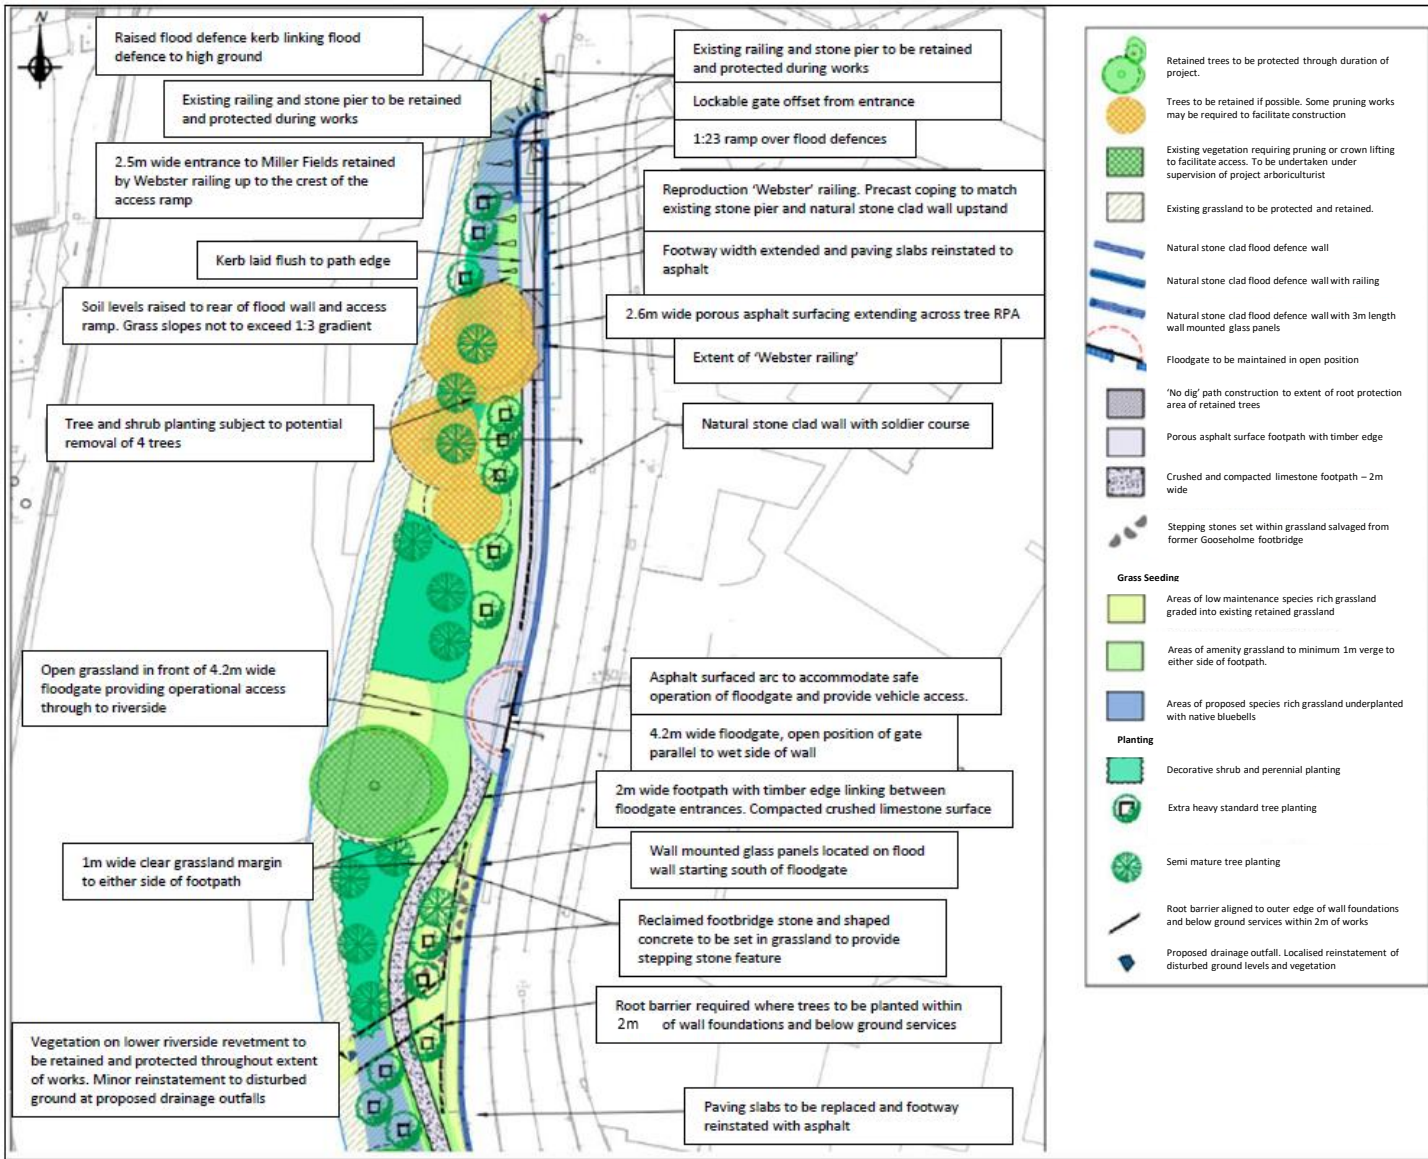 N
Raised flood defence kerb linking flood
defence to high ground
Existing railing and stone pier to be retained
and protected during works
2.5m wide entrance to Miller Fields retained
by Webster railing up to the crest of the
access ramp
Kerb laid flush to path edge
Soil levels raised to rear of flood wall and access
ramp. Grass slopes not to exceed 1:3 gradient
Tree and shrub planting subject to potential
removal of 4 trees
Open grassland in front of 4.2m wide
floodgate providing operational access
through to riverside
1m wide clear grassland margin
to either side of footpath
Vegetation on lower riverside revetment to
be retained and protected throughout extent
of works. Minor reinstatement to disturbed
ground at proposed drainage outfalls
Existing railing and stone pier to be retained
and protected during works
Lockable gate offset from entrance
1:23 ramp over flood defences
Reproduction ‘Webster’ railing. Precast coping to match
existing stone pier and natural stone clad wall upstand
Footway width extended and paving slabs reinstated to
asphalt
2.6m wide porous asphalt surfacing extending across tree RPA
Extent of ‘Webster railing’
Natural stone clad wall with soldier course
Asphalt surfaced arc to accommodate safe
operation of floodgate and provide vehicle access.
4.2m wide floodgate, open position of gate
parallel to wet side of wall
2m wide footpath with timber edge linking between
floodgate entrances. Compacted crushed limestone surface
Wall mounted glass panels located on flood
wall starting south of floodgate
Reclaimed footbridge stone and shaped
concrete to be set in grassland to provide
stepping stone feature
Root barrier required where trees to be planted within
2m of wall foundations and below ground services
Paving slabs to be replaced and footway
reinstated with asphalt
Retained trees to be protected through duration of
project.
Trees to be retained if possible. Some pruning works
may be required to facilitate construction
Existing vegetation requiring pruning or crown lifting
to facilitate access. To be undertaken under
supervision of project arboriculturist
Existing grassland to be protected and retained.
Natural stone clad flood defence wall
Natural stone clad flood defence wall with railing
Natural stone clad flood defence wall with 3m length
wall mounted glass panels
Floodgate to be maintained in open position
‘No dig’ path construction to extent of root protection
area of retained trees
Porous asphalt surface footpath with timber edge
Crushed and compacted limestone footpath – 2m
wide
Stepping stones set within grassland salvaged from
former Gooseholme footbridge
Grass Seeding
Areas of low maintenance species rich grassland
graded into existing retained grassland
Areas of amenity grassland to minimum 1m verge to
either side of footpath.
Areas of proposed species rich grassland underplanted
with native bluebells
Planting
Decorative shrub and perennial planting
Extra heavy standard tree planting
Semi mature tree planting
Root barrier aligned to outer edge of wall foundations
and below ground services within 2m of works
Proposed drainage outfall. Localised reinstatement of
disturbed ground levels and vegetation